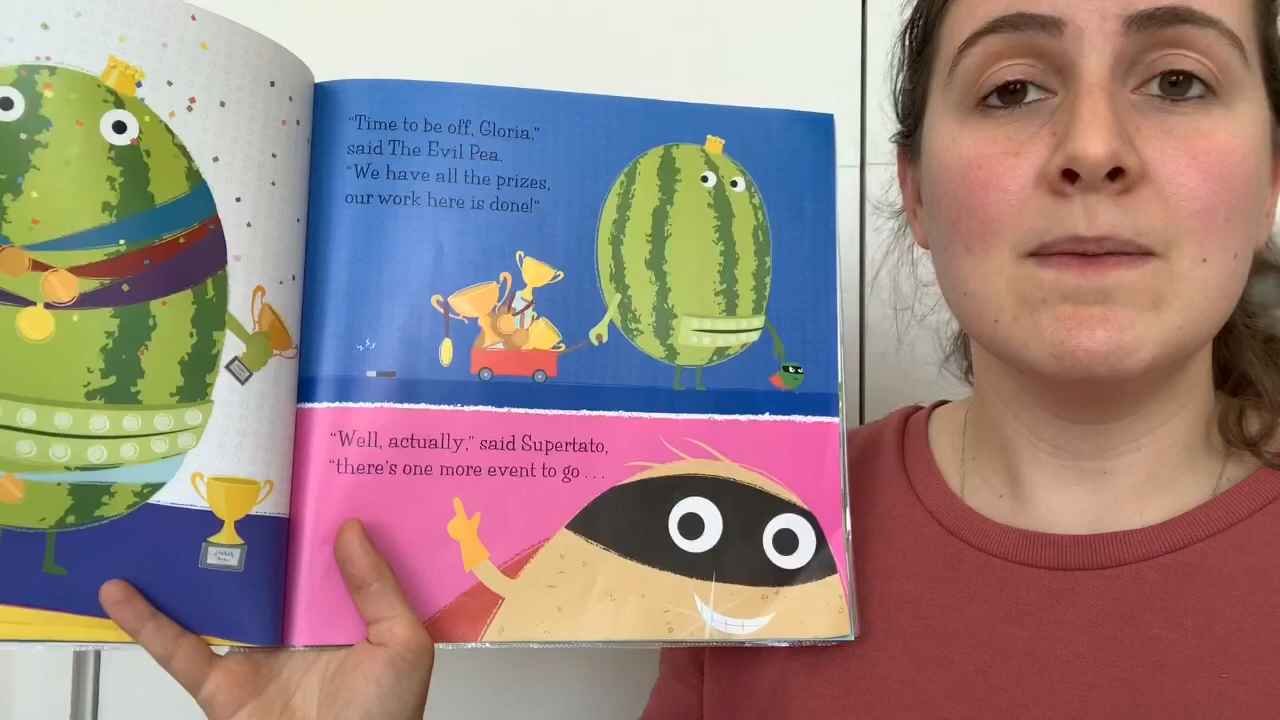 "Time to be off, Gloria,"
said The Evil Pea.
"We have all the prizes,
our work here is done!"
"Well, actually," said Supertato,
"there's one more event to go . . .